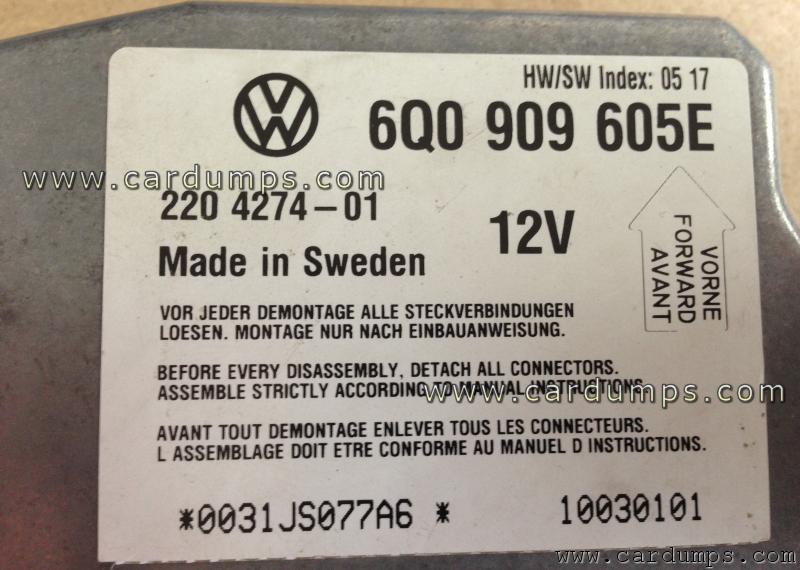 HW/SW Index: 05 17
6Q0 909 605E
www.cardumps.com
220 4274-01
12V
Made in Sweden
VORNE
FORWARD
AVANT
VOR JEDER DEMONTAGE ALLE STECKVERBINDUNGEN
LOESEN. MONTAGE NUR NACH EINBAUANWEISUNG.
BEFORE EVERY DISASSEMBLY, DETACH ALL CONNECTORS.
ASSEMBLE STRICTLY ACCORDING TO MANUAL INSTRUCTIONS.
www.cardumps.com
AVANT TOUT DEMONTAGE ENLEVER TOUS LES CONNECTEURS.
L ASSEMBLAGE DOIT ETRE CONFORME AU MANUEL D INSTRUCTIONS.
*0031JS077A6 *
10030101
www.cardumps.com